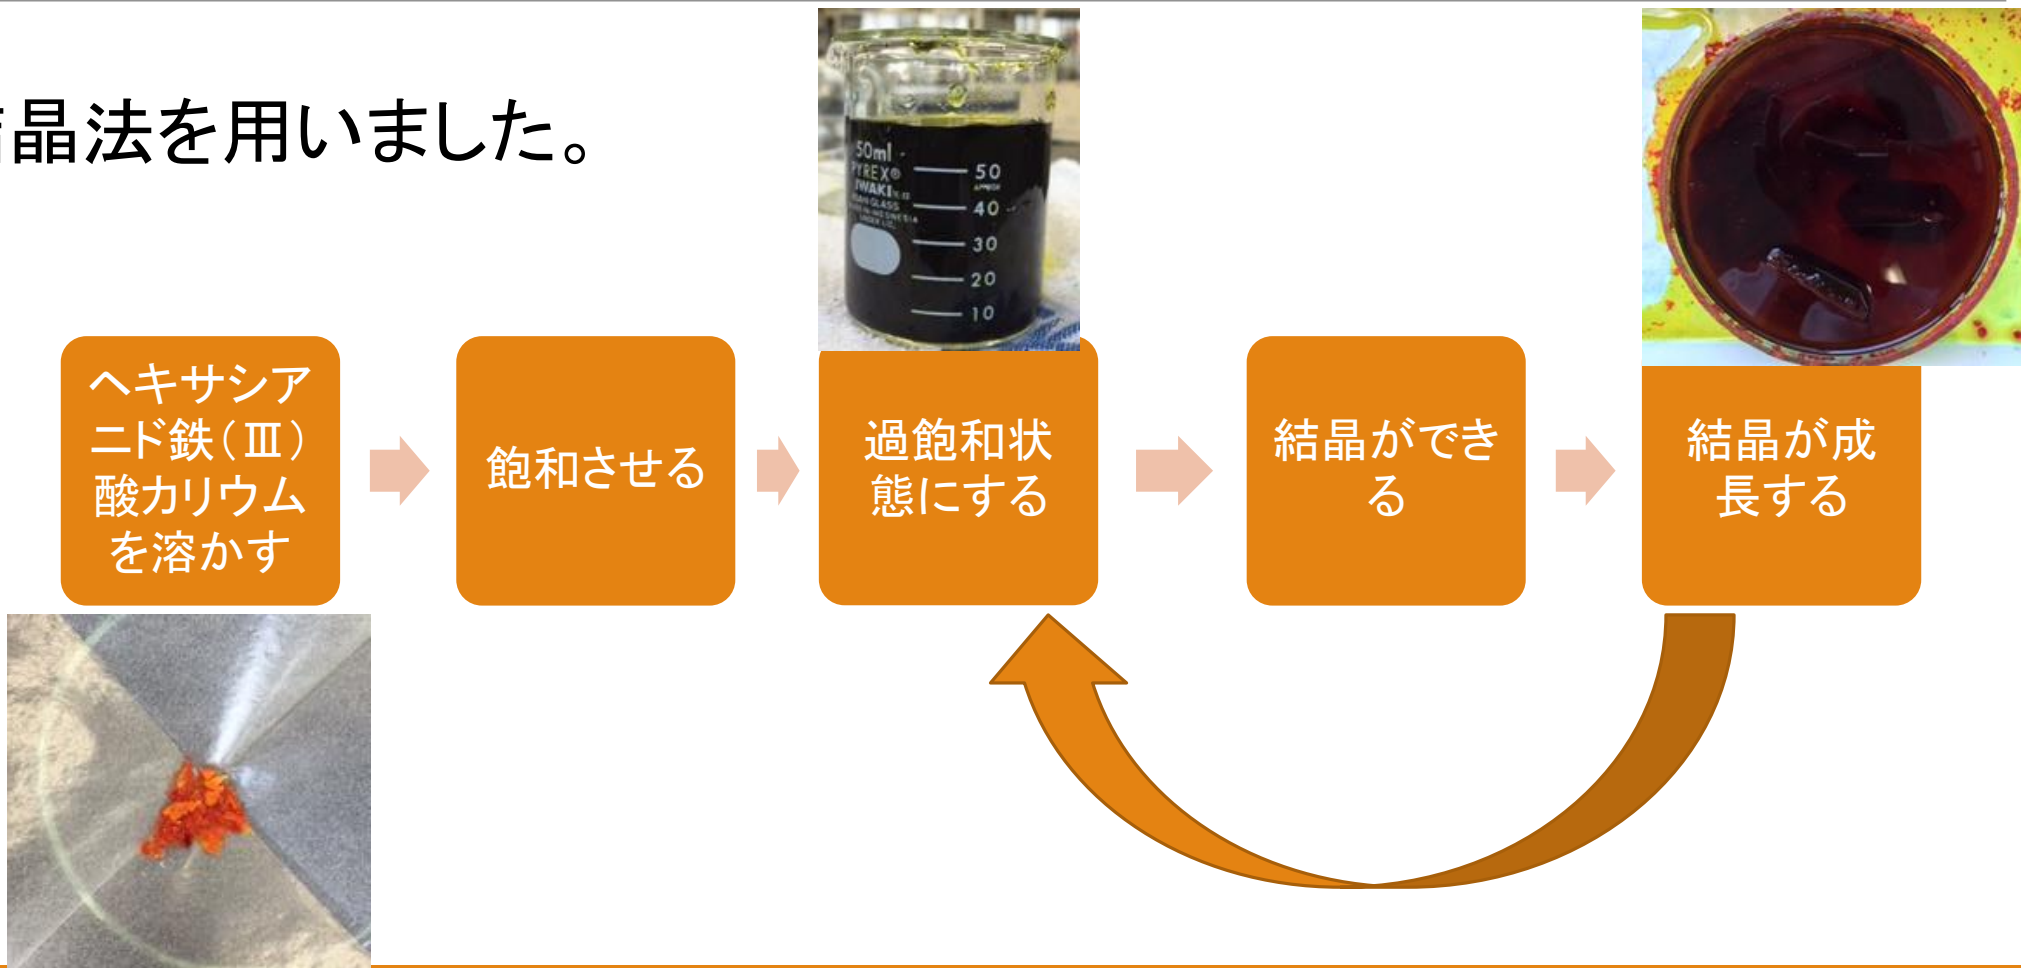 晶法を用いました。
50ml
PYREX®
IWAKI
50
40
30
20
10
ヘキサシア
ニド鉄(Ⅲ)
酸カリウム
を溶かす
飽和させる
過飽和状
態にする
結晶ができ
る
結晶が成
長する